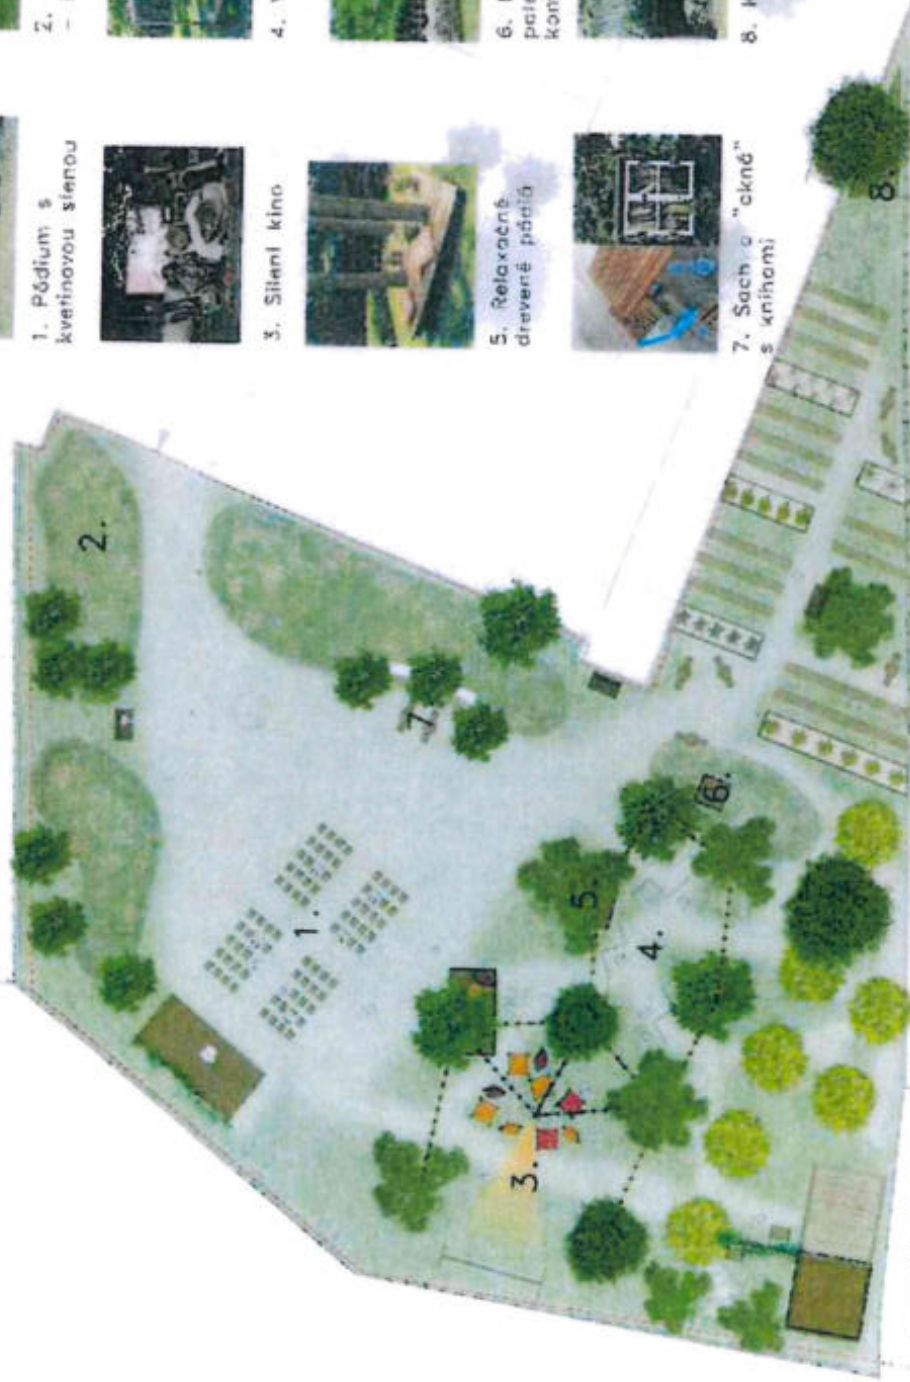 1. Pódium s
kvetinovou stenou
2.
3. Silent kino
4.
5. Relaxačné
drevené pódiá
6.
7. Šach a "okná"
s knihami
8.
2.
7.
1.
6.
5.
4.
3.
8.